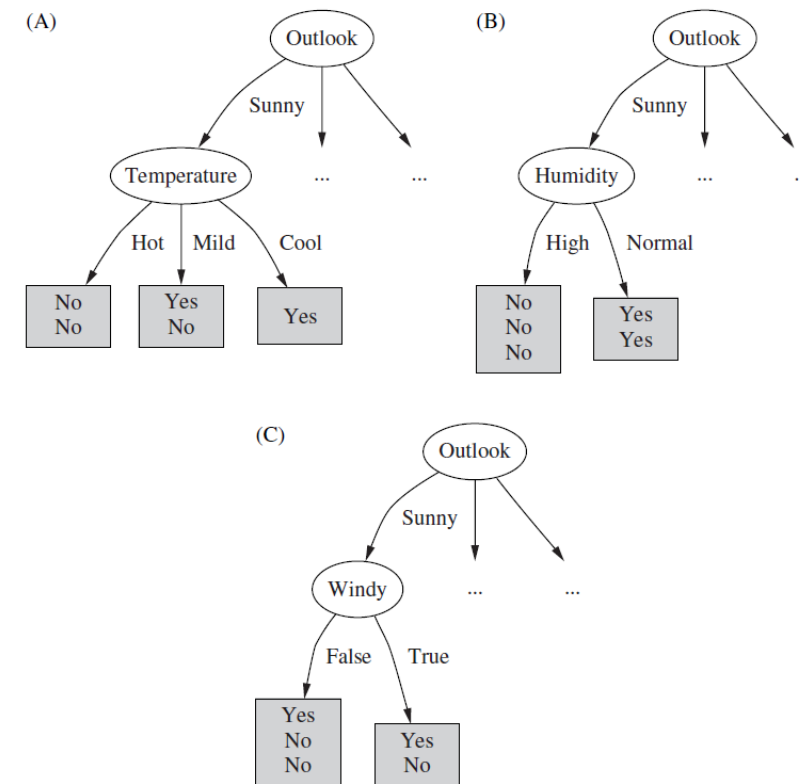 (A)
Outlook
Sunny
Temperature
...
...
Hot Mild Cool
No
No
Yes
No
Yes
(B)
Outlook
Sunny
Humidity
...
.
High Normal
No
No
No
Yes
Yes
(C)
Outlook
Sunny
Windy
...
...
False True
Yes
No
No
Yes
No